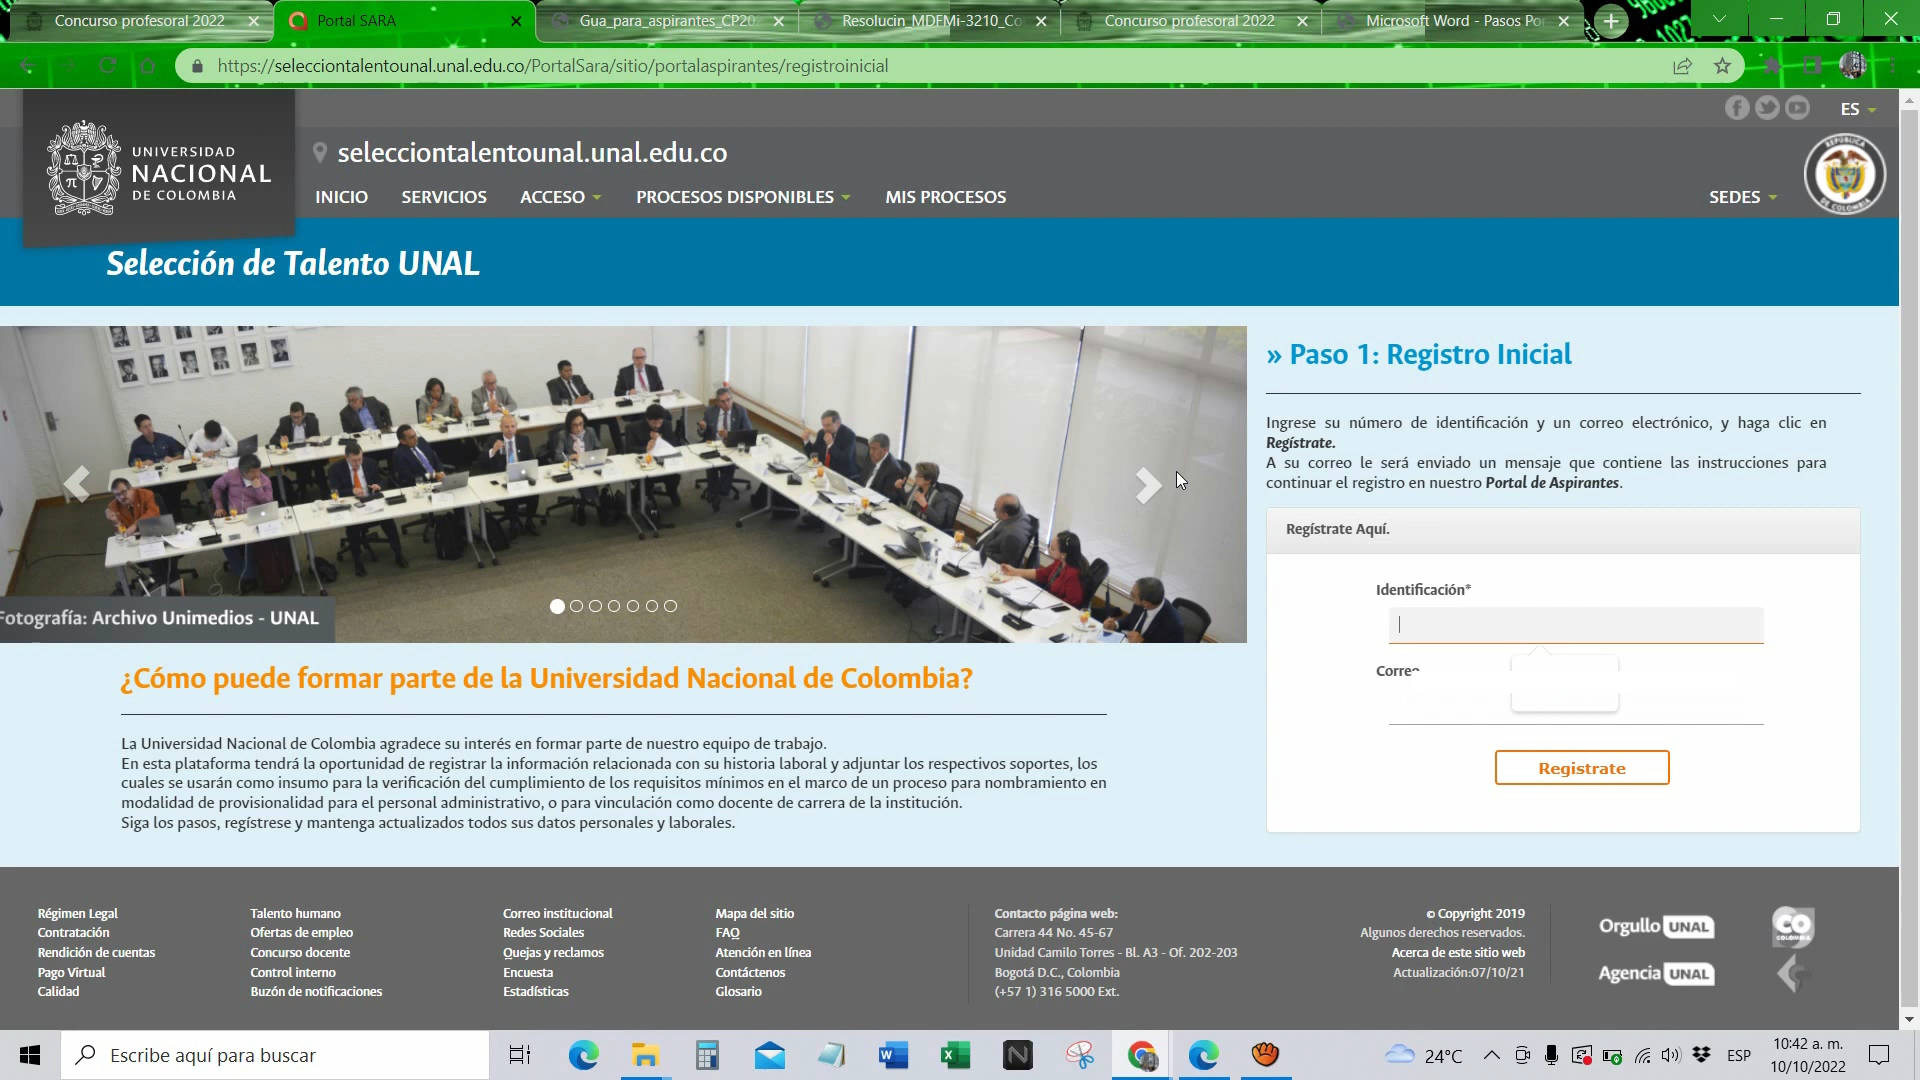 Concurso profesoral 2022
Portal SARA
Gua_para_aspirantes_CP20
Resolucin_MDFMi-3210_Co
Concurso profesoral 2022
Microsoft Word - Pasos Po
https://selecciontalentounal.unal.edu.co/PortalSara/sitio/portalaspirantes/registroinicial
ES
UNIVERSIDAD
NACIONAL
DE COLOMBIA
selecciontalentounal.unal.edu.co
INICIO SERVICIOS ACCESO PROCESOS DISPONIBLES MIS PROCESOS SEDES
REPÚBLICA
DE COLOMBIA
Selección de Talento UNAL
Fotografía: Archivo Unimedios - UNAL
» Paso 1: Registro Inicial
Ingrese su número de identificación y un correo electrónico, y haga clic en
Regístrate.
A su correo le será enviado un mensaje que contiene las instrucciones para
continuar el registro en nuestro Portal de Aspirantes.
Regístrate Aquí.
Identificación*
Corre
Registrate
¿Cómo puede formar parte de la Universidad Nacional de Colombia?
La Universidad Nacional de Colombia agradece su interés en formar parte de nuestro equipo de trabajo.
En esta plataforma tendrá la oportunidad de registrar la información relacionada con su historia laboral y adjuntar los respectivos soportes, los
cuales se usarán como insumo para la verificación del cumplimiento de los requisitos mínimos en el marco de un proceso para nombramiento en
modalidad de provisionalidad para el personal administrativo, o para vinculación como docente de carrera de la institución.
Siga los pasos, regístrese y mantenga actualizados todos sus datos personales y laborales.
Régimen Legal
Contratación
Rendición de cuentas
Pago Virtual
Calidad
Talento humano
Ofertas de empleo
Concurso docente
Control interno
Buzón de notificaciones
Correo institucional
Redes Sociales
Quejas y reclamos
Encuesta
Estadísticas
Mapa del sitio
FAQ
Atención en línea
Contáctenos
Glosario
Contacto página web:
Carrera 44 No. 45-67
Unidad Camilo Torres - Bl. A3 - Of. 202-203
Bogotá D.C., Colombia
(+57 1) 316 5000 Ext.
© Copyright 2019
Algunos derechos reservados.
Acerca de este sitio web
Actualización:07/10/21
Orgullo UNAL
Agencia UNAL
CO
COLOMBIA
Escribe aquí para buscar
24°C
ESP
10:42 a. m.
10/10/2022